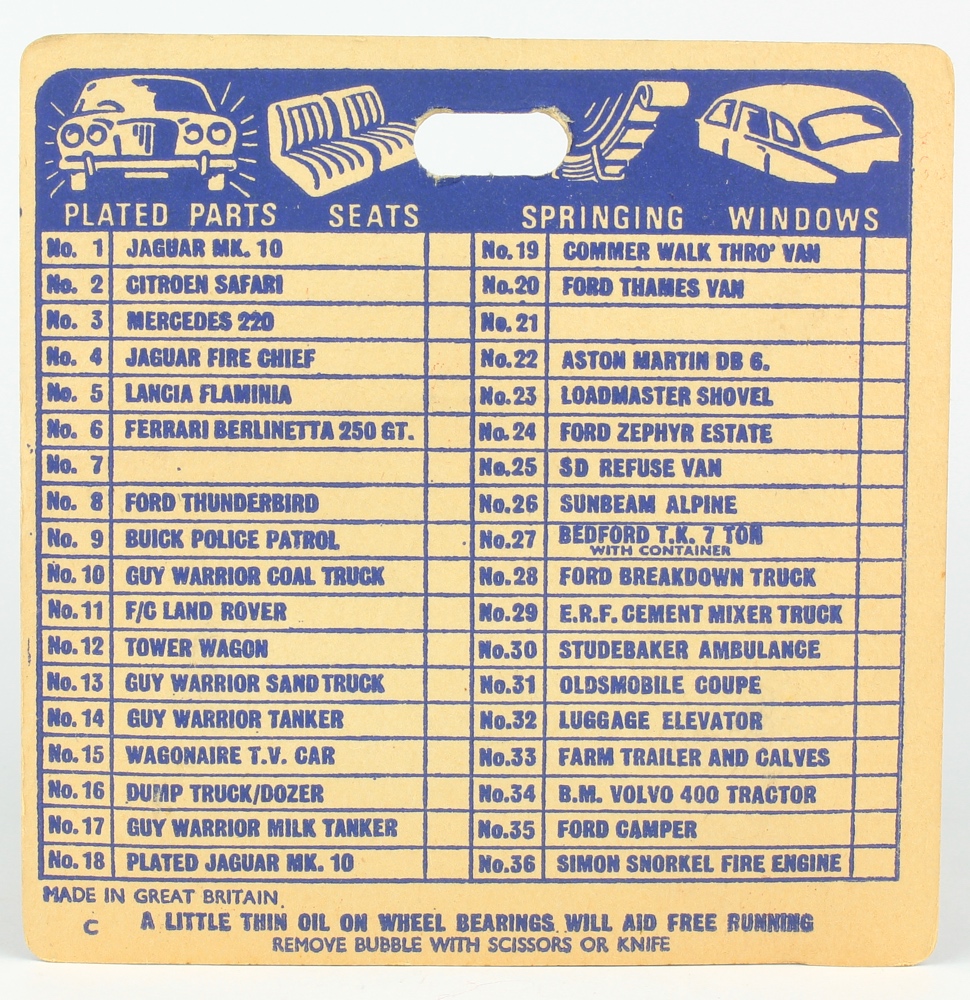 PLATED PARTS SEATS SPRINGING WINDOWS
No. 1 JAGUAR MK. 10
No. 2 CITROEN SAFARI
No. 3 MERCEDES 220
No. 4 JAGUAR FIRE CHIEF
No. 5 LANCIA FLAMINIA
No. 6 FERRARI BERLINETTA 250 GT.
No. 7
No. 8 FORD THUNDERBIRD
No. 9 BUICK POLICE PATROL
No. 10 GUY WARRIOR COAL TRUCK
No. 11 F/C LAND ROVER
No. 12 TOWER WAGON
No. 13 GUY WARRIOR SAND TRUCK
No. 14 GUY WARRIOR TANKER
No. 15 WAGONAIRE T.V. CAR
No. 16 DUMP TRUCK/DOZER
No. 17 GUY WARRIOR MILK TANKER
No. 18 PLATED JAGUAR MK. 10
No. 19 COMMER WALK THRO' VAN
No. 20 FORD THAMES VAN
No. 21
No. 22 ASTON MARTIN DB 6.
No. 23 LOADMASTER SHOVEL
No. 24 FORD ZEPHYR ESTATE
No. 25 SD REFUSE VAN
No. 26 SUNBEAM ALPINE
No. 27 BEDFORD T.K. 7 TON
WITH CONTAINER
No. 28 FORD BREAKDOWN TRUCK
No. 29 E.R.F. CEMENT MIXER TRUCK
No. 30 STUDEBAKER AMBULANCE
No. 31 OLDSMOBILE COUPE
No. 32 LUGGAGE ELEVATOR
No. 33 FARM TRAILER AND CALVES
No. 34 B.M. VOLVO 400 TRACTOR
No. 35 FORD CAMPER
No. 36 SIMON SNORKEL FIRE ENGINE
MADE IN GREAT BRITAIN.
C A LITTLE THIN OIL ON WHEEL BEARINGS WILL AID FREE RUNNING
REMOVE BUBBLE WITH SCISSORS OR KNIFE